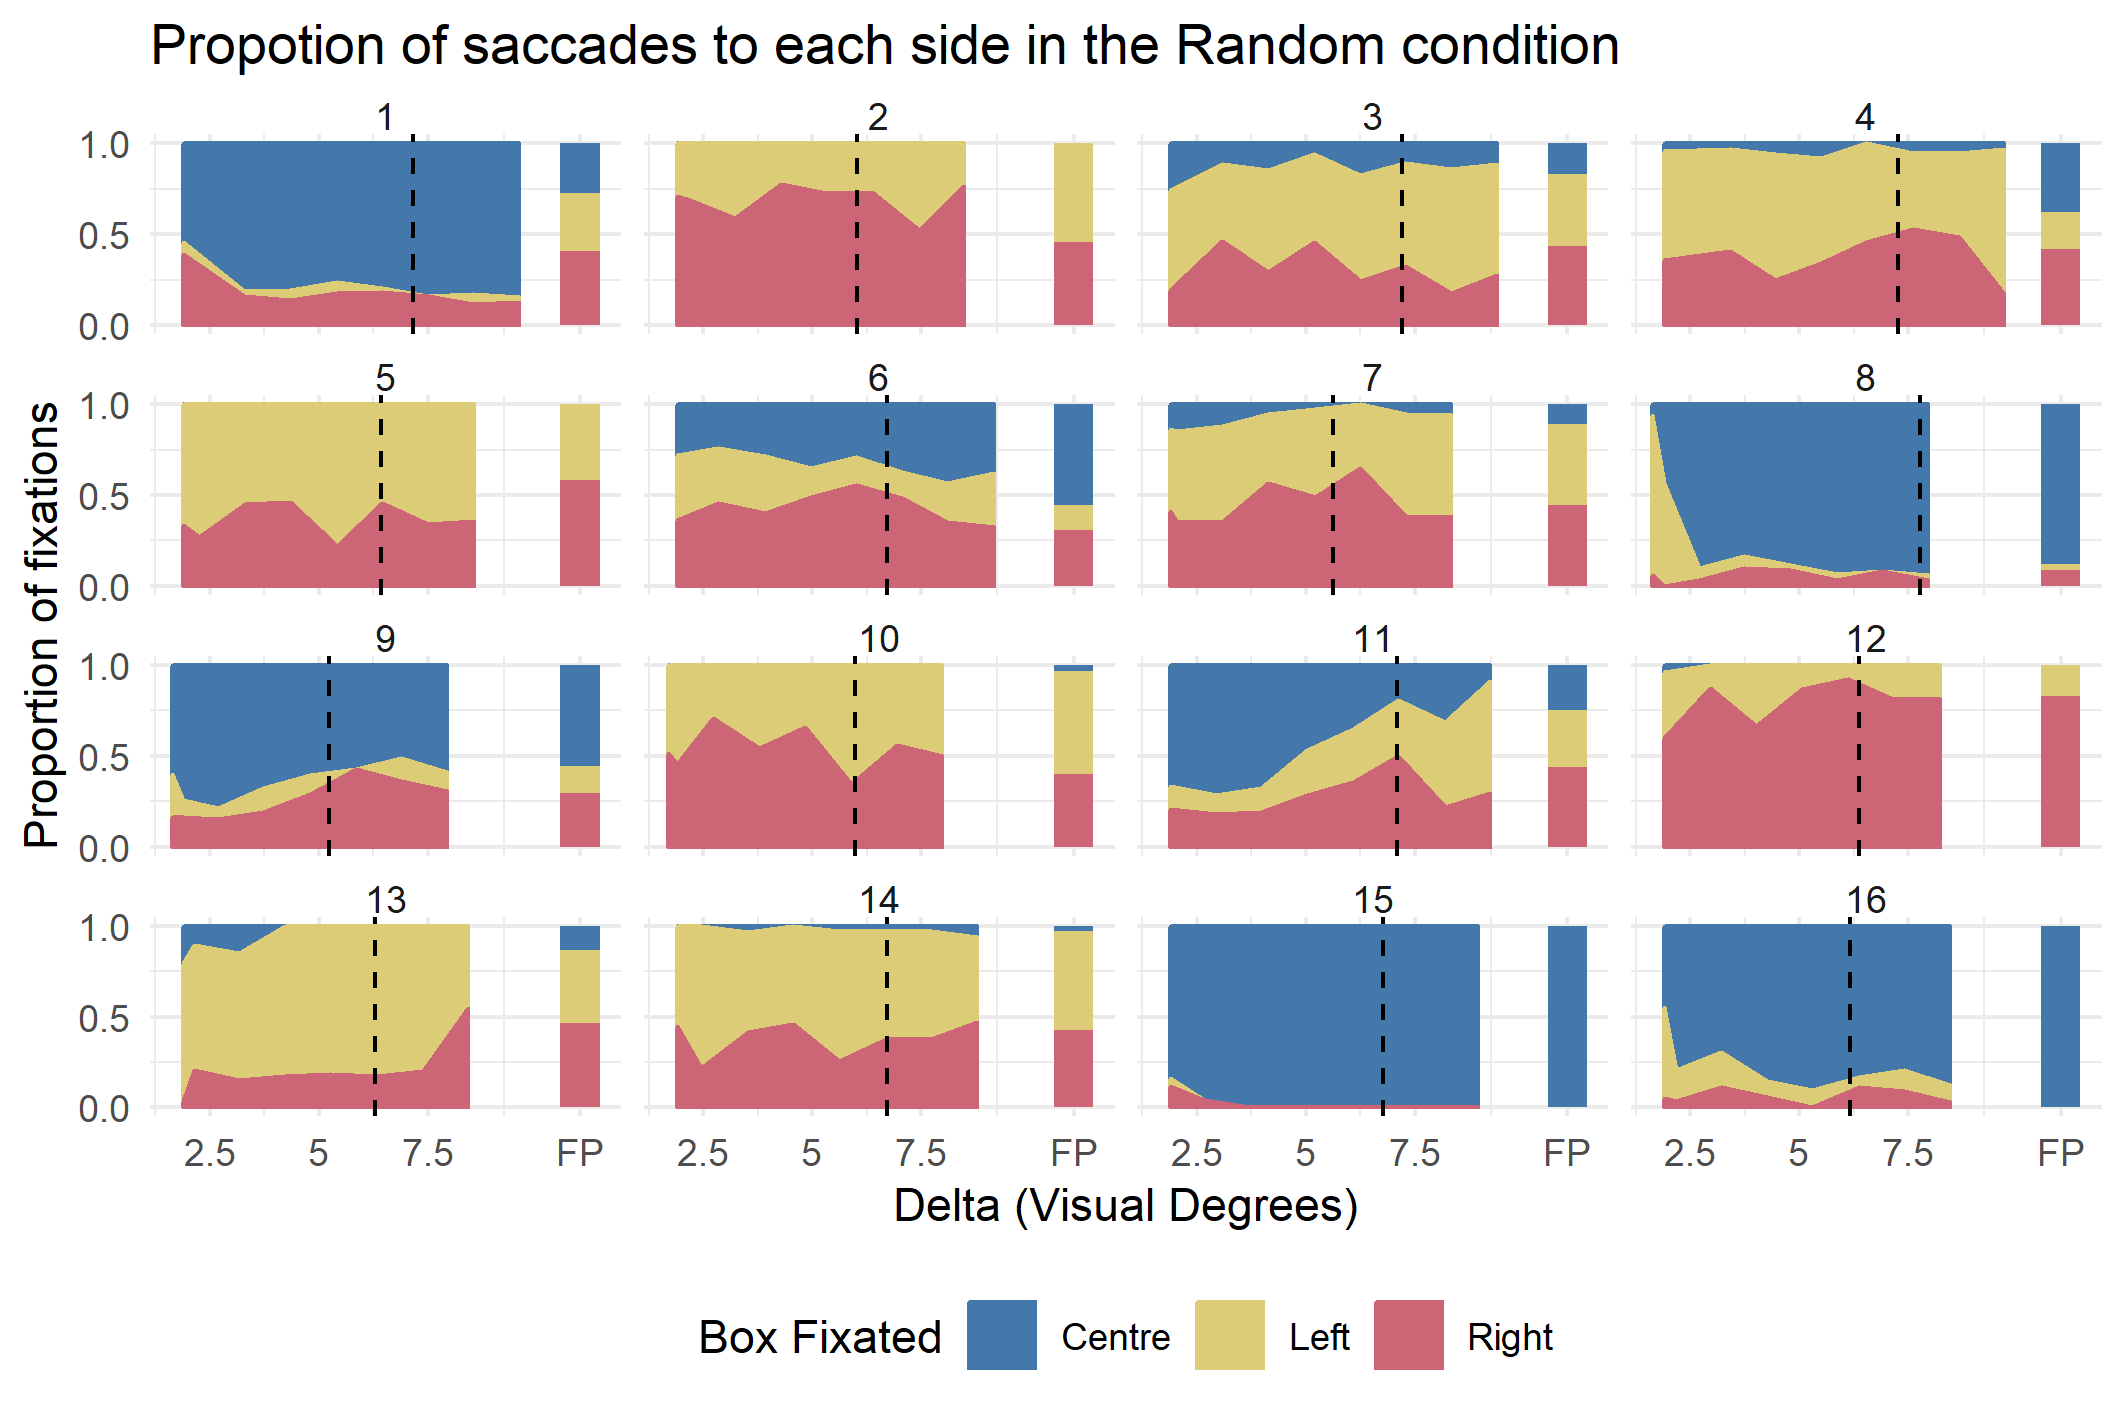 Propotion of saccades to each side in the Random condition
1 2 3 4
1.0
0.5
0.0
5 6 7 8
1.0
0.5
0.0
9 10 11 12
1.0
0.5
0.0
13 14 15 16
1.0
0.5
0.0
Proportion of fixations
2.5 5 7.5 FP 2.5 5 7.5 FP 2.5 5 7.5 FP 2.5 5 7.5 FP
Delta (Visual Degrees)
Box Fixated Centre Left Right